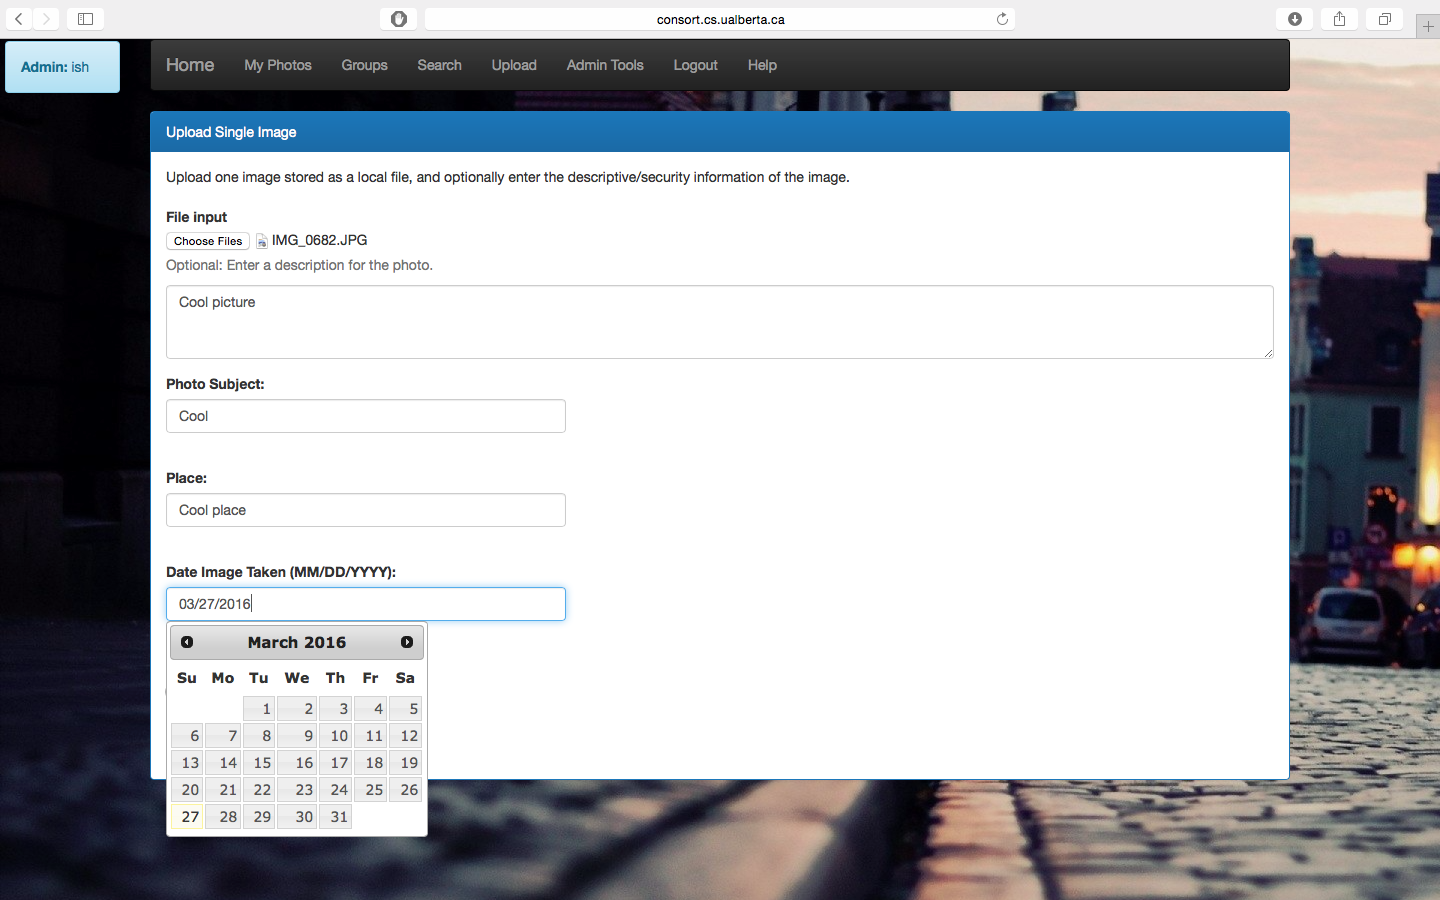 consort.cs.ualberta.ca
Admin: ish
Home My Photos Groups Search Upload Admin Tools Logout Help
Upload Single Image
Upload one image stored as a local file, and optionally enter the descriptive/security information of the image.
File input
Choose Files IMG_0682.JPG
Optional: Enter a description for the photo.
Cool picture
Photo Subject:
Cool
Place:
Cool place
Date Image Taken (MM/DD/YYYY):
03/27/2016
March 2016
Su Mo Tu We Th Fr Sa
1 2 3 4 5
6 7 8 9 10 11 12
13 14 15 16 17 18 19
20 21 22 23 24 25 26
27 28 29 30 31